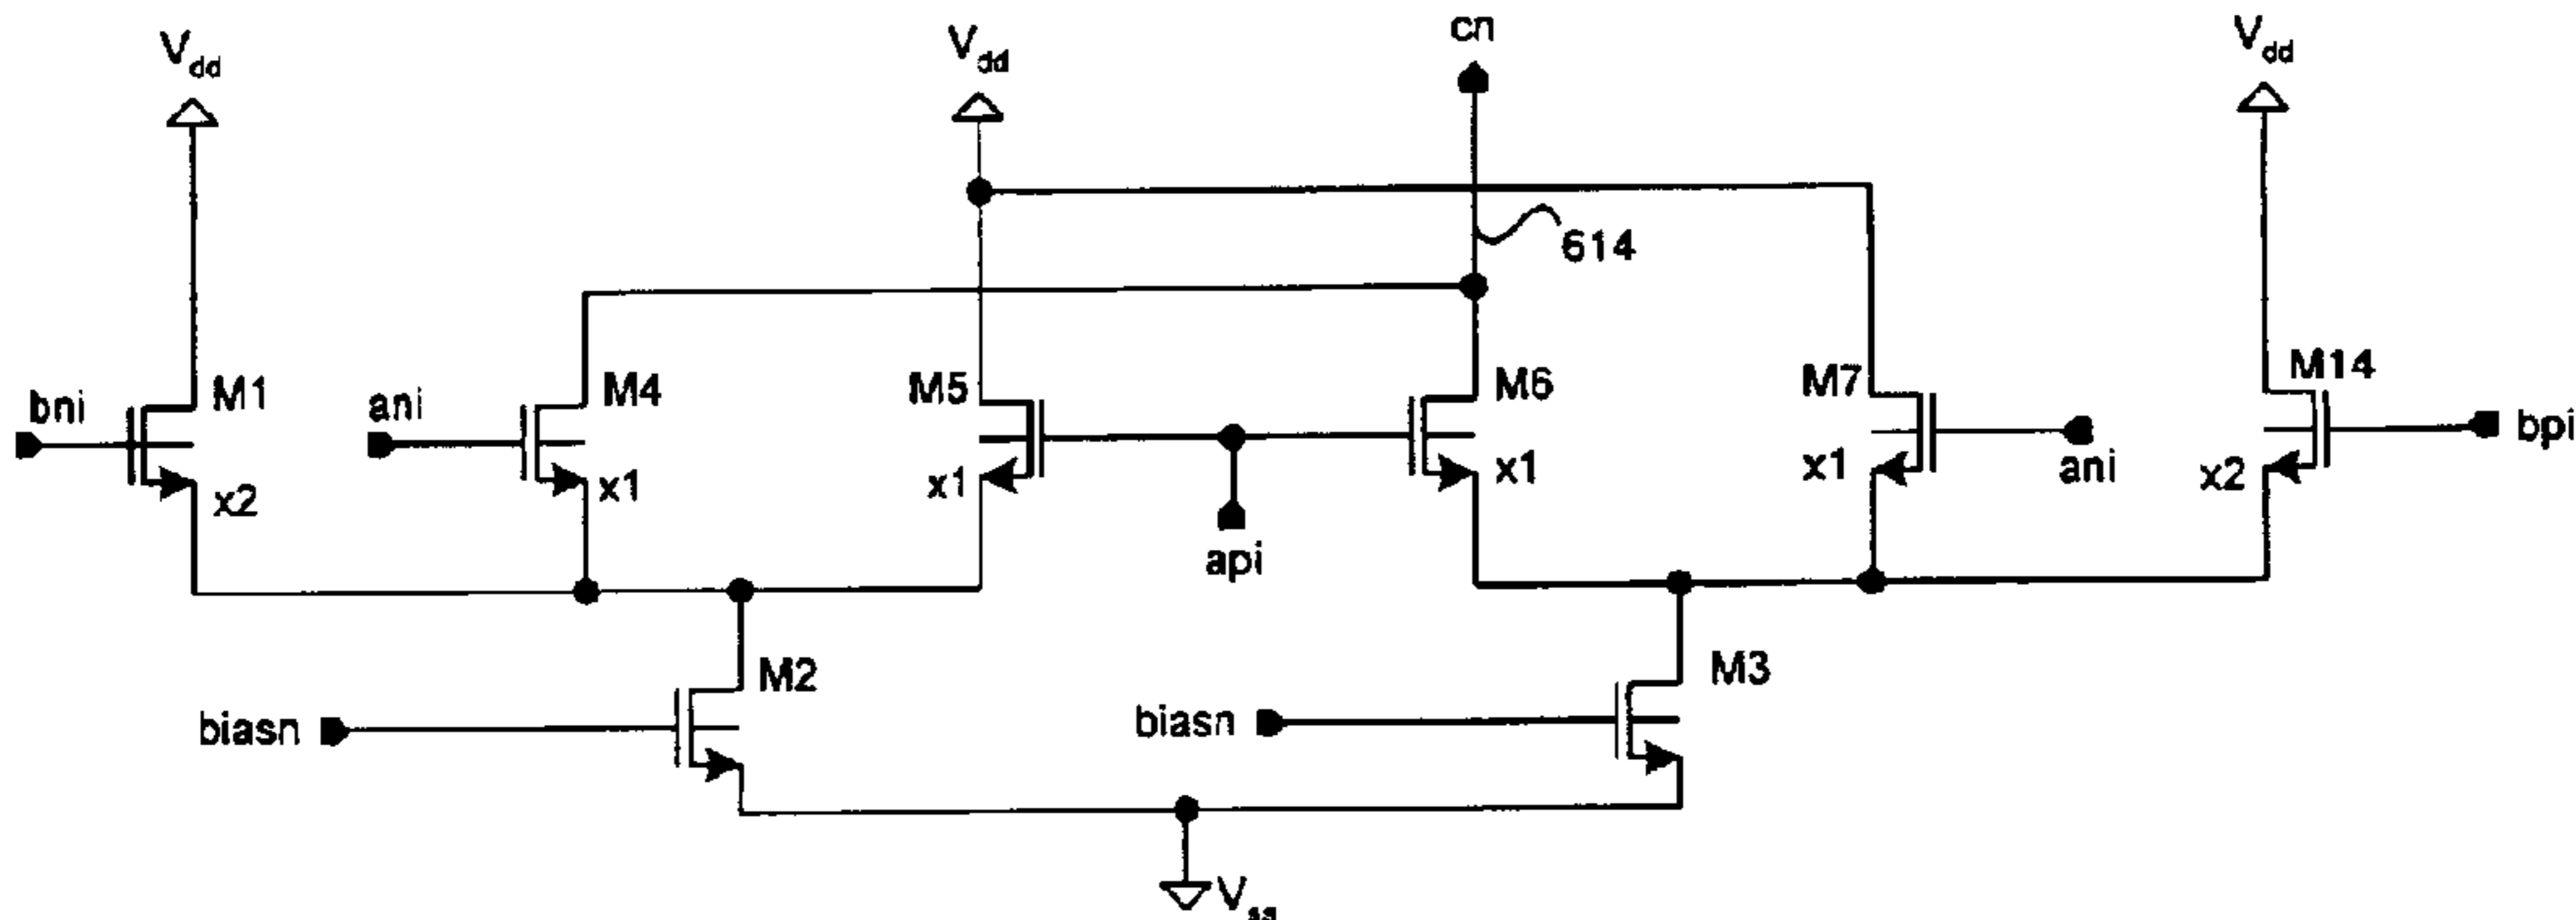 Vdd
Vdd
cn
Vdd
614
bni
M1
x2
ani
M4
x1
M5
x1
api
M6
x1
M7
x1
ani
M14
x2
bpi
biasn
M2
biasn
M3
Vss